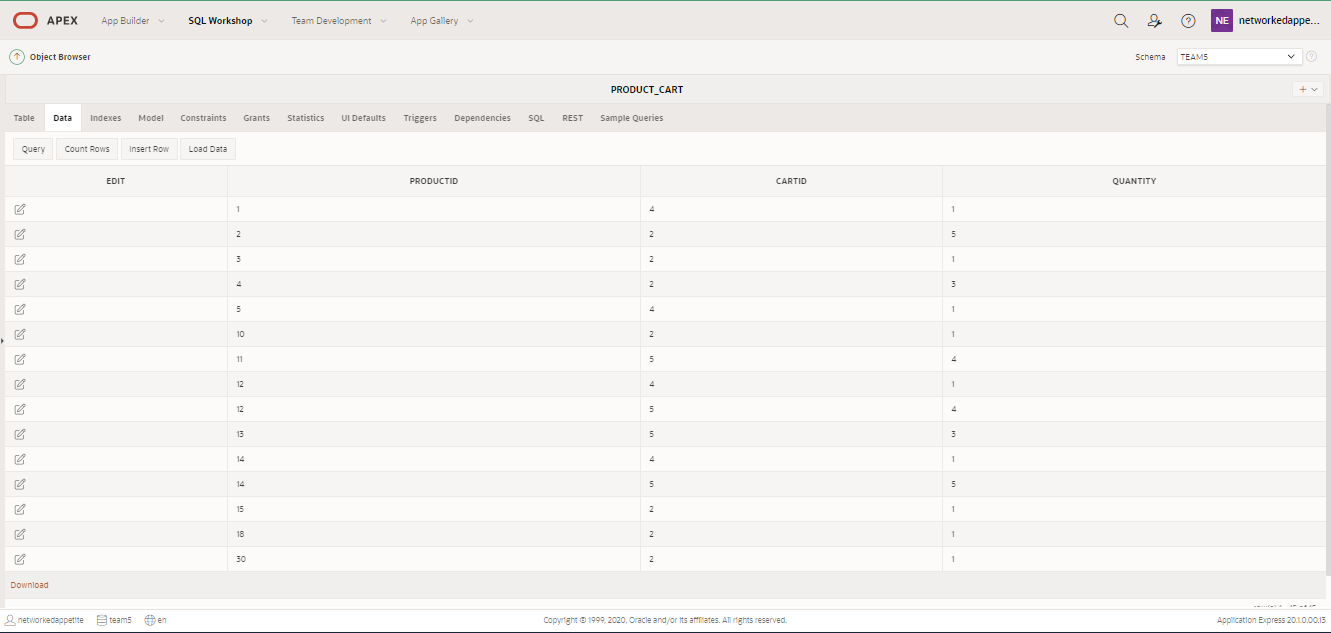 APEX App Builder SQL Workshop Team Development App Gallery NE networkedappe...
Object Browser Schema TEAM5
PRODUCT_CART
Table Data Indexes Model Constraints Grants Statistics UI Defaults Triggers Dependencies SQL REST Sample Queries
Query Count Rows Insert Row Load Data
EDIT PRODUCTID CARTID QUANTITY
1 4 1
2 2 5
3 2 1
4 2 3
5 4 1
10 2 1
11 5 4
12 4 1
12 5 4
13 5 3
14 4 1
14 5 5
15 2 1
18 2 1
30 2 1
Download
networkedappetite team5 en Copyright © 1999, 2020, Oracle and/or its affiliates. All rights reserved. Application Express 20.1.0.00.13